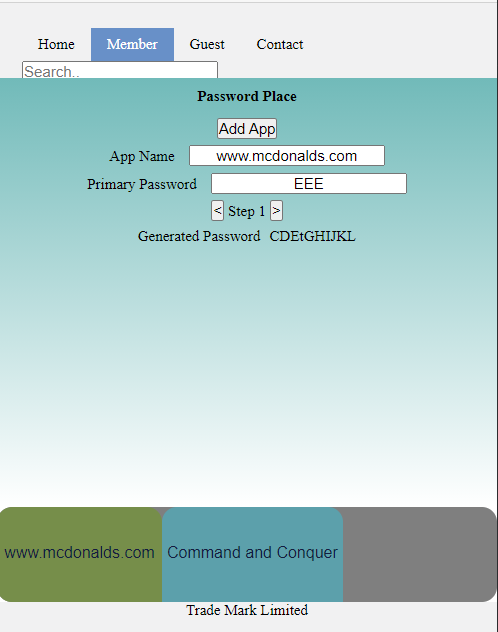 Home Member Guest Contact
Search..
Password Place
Add App
App Name www.mcdonalds.com
Primary Password EEE
< Step 1 >
Generated Password CDEtGHIJKL
www.mcdonalds.com Command and Conquer
Trade Mark Limited